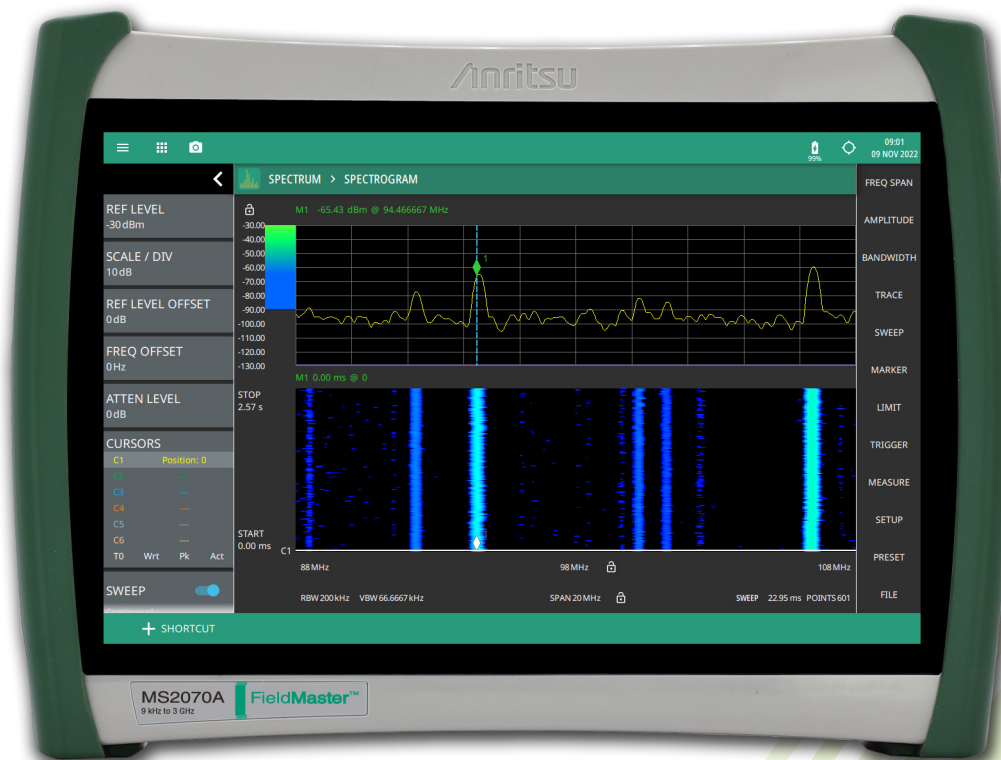 Anritsu
99%
09:01
09 NOV 2022
SPECTRUM > SPECTROGRAM
FREQ SPAN
AMPLITUDE
BANDWIDTH
TRACE
SWEEP
MARKER
LIMIT
TRIGGER
MEASURE
SETUP
PRESET
FILE
REF LEVEL
-30 dBm
SCALE / DIV
10 dB
REF LEVEL OFFSET
0 dB
FREQ OFFSET
0 Hz
ATTEN LEVEL
0 dB
CURSORS
C1 Position: 0
C2 ---
C3 ---
C4 ---
C5 ---
C6 ---
T0 Wrt Pk Act
SWEEP
+ SHORTCUT
M1 -65.43 dBm @ 94.466667 MHz
-30.00
-40.00
-50.00
-60.00
-70.00
-80.00
-90.00
-100.00
-110.00
-120.00
-130.00
1
M1 0.00 ms @ 0
STOP
2.57 s
START
0.00 ms
C1
88 MHz 98 MHz 108 MHz
RBW 200 kHz VBW 66.6667 kHz SPAN 20 MHz SWEEP 22.95 ms POINTS 601
MS2070A
9 kHz to 3 GHz
FieldMaster™